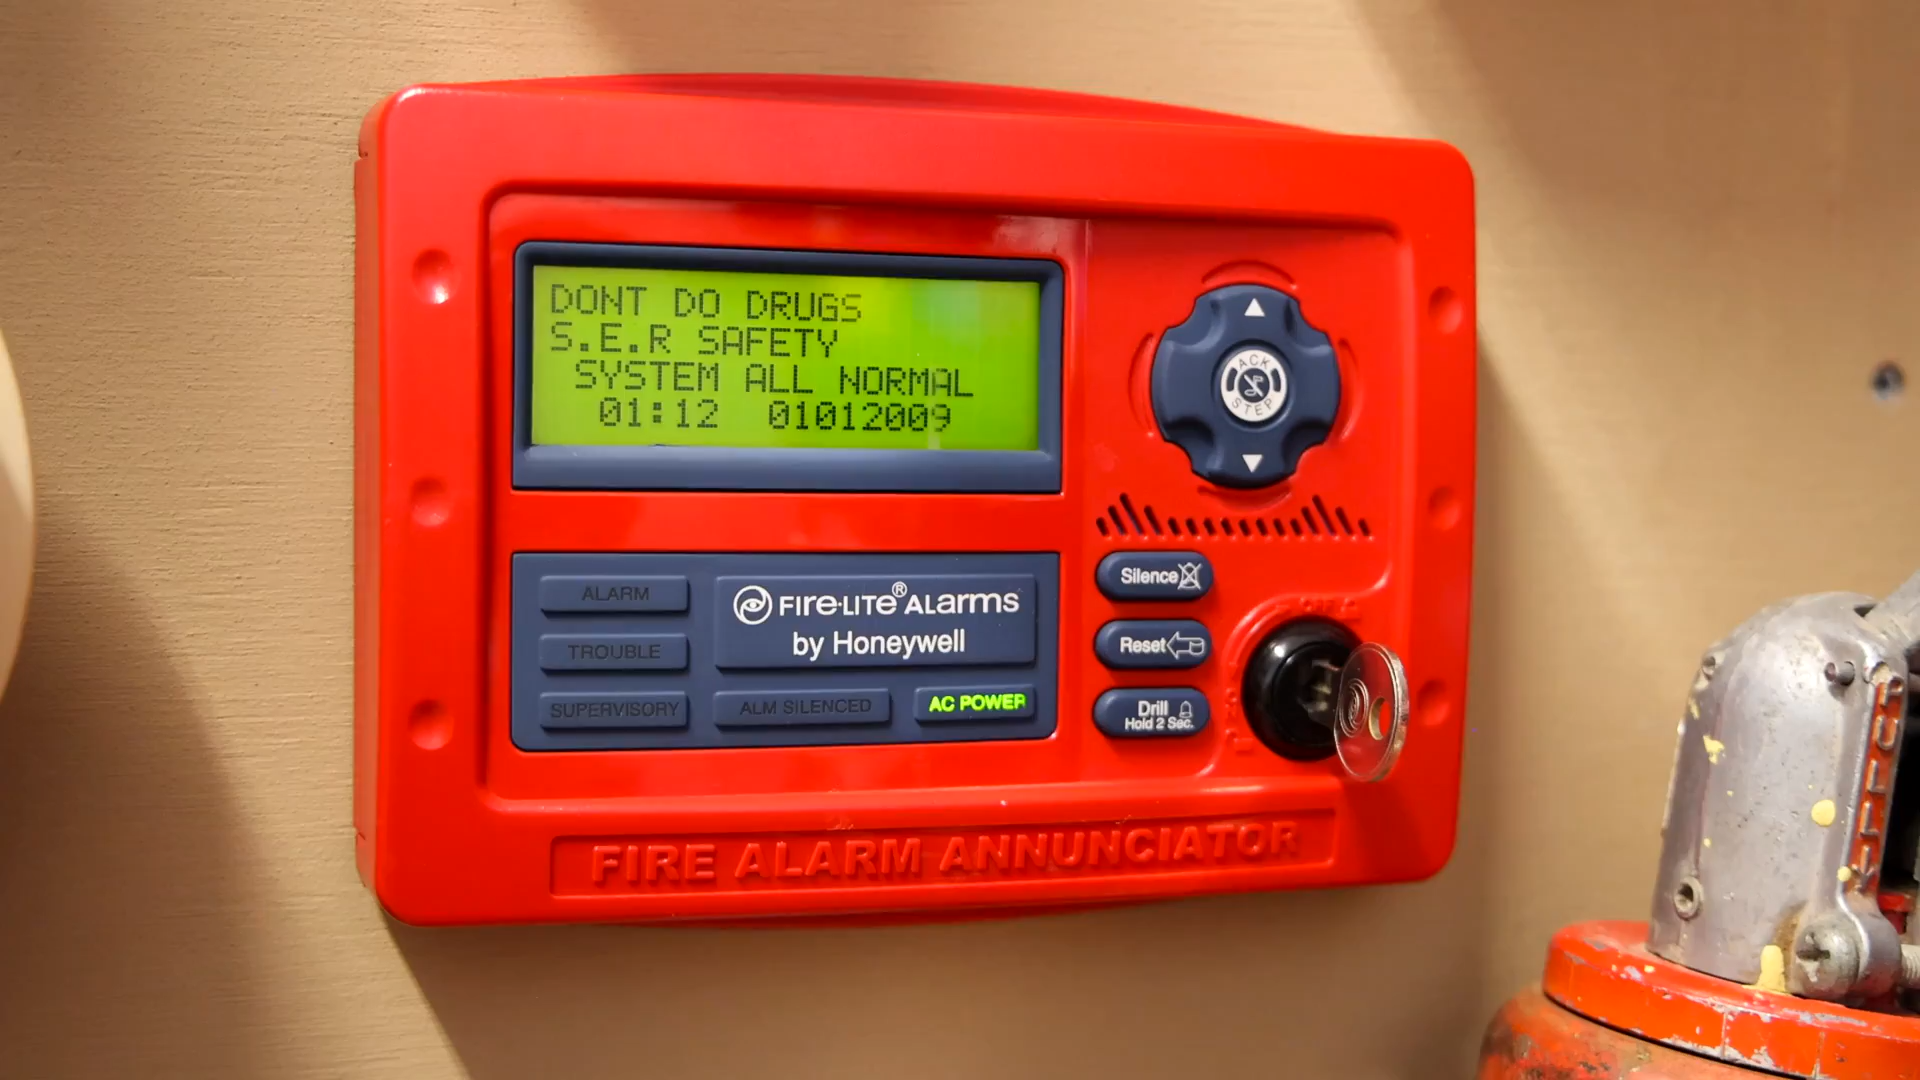 DONT DO DRUGS
S.E.R SAFETY
SYSTEM ALL NORMAL
01:12 01012009
ACK
STEP
ALARM
TROUBLE
SUPERVISORY
FIRE·LITE® ALARMS
by Honeywell
ALM SILENCED
AC POWER
Silence
Reset
Drill
Hold 2 Sec.
FIRE ALARM ANNUNCIATOR